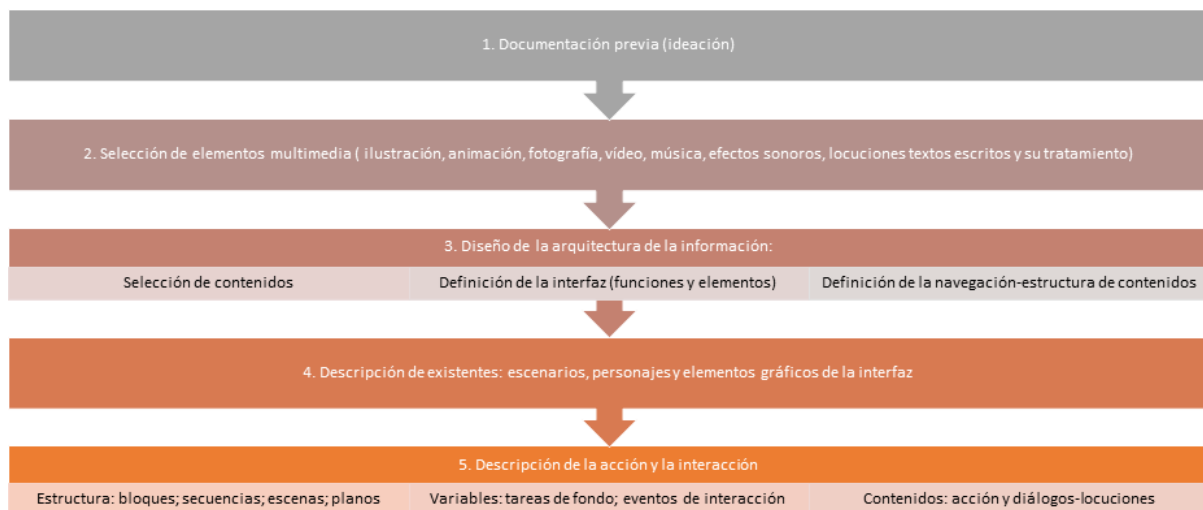 1. Documentación previa (ideación)
2. Selección de elementos multimedia ( ilustración, animación, fotografía, vídeo, música, efectos sonoros, locuciones textos escritos y su tratamiento)
3. Diseño de la arquitectura de la información:
Selección de contenidos
Definición de la interfaz (funciones y elementos)
Definición de la navegación-estructura de contenidos
4. Descripción de existentes: escenarios, personajes y elementos gráficos de la interfaz
5. Descripción de la acción y la interacción
Estructura: bloques; secuencias; escenas; planos
Variables: tareas de fondo; eventos de interacción
Contenidos: acción y diálogos-locuciones